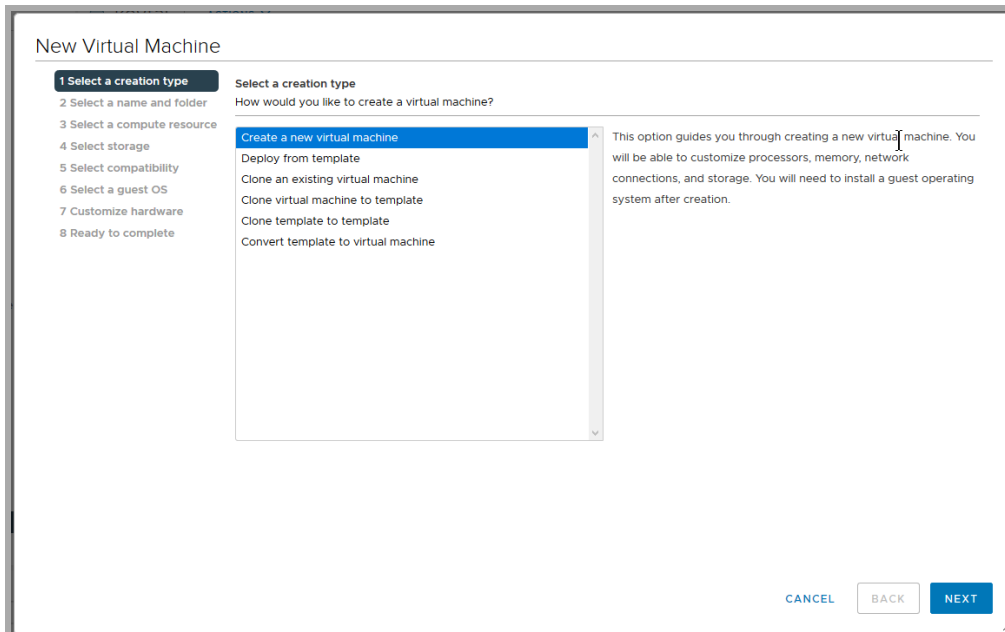 New Virtual Machine
1 Select a creation type
2 Select a name and folder
3 Select a compute resource
4 Select storage
5 Select compatibility
6 Select a guest OS
7 Customize hardware
8 Ready to complete
Select a creation type
How would you like to create a virtual machine?
Create a new virtual machine
Deploy from template
Clone an existing virtual machine
Clone virtual machine to template
Clone template to template
Convert template to virtual machine
This option guides you through creating a new virtual machine. You
will be able to customize processors, memory, network
connections, and storage. You will need to install a guest operating
system after creation.
CANCEL
BACK
NEXT